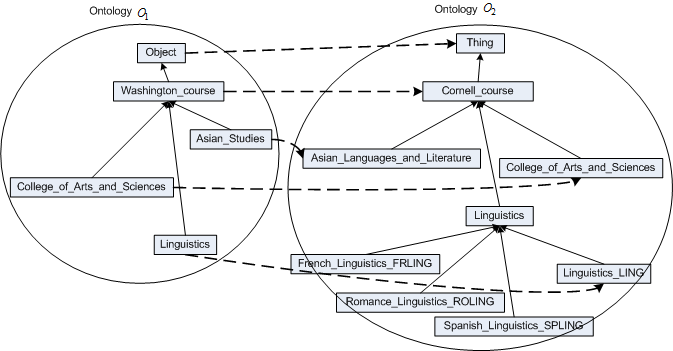 Ontology O1
Ontology O2
Object
Thing
Washington_course
Cornell_course
Asian_Studies
Asian_Languages_and_Literature
College_of_Arts_and_Sciences
College_of_Arts_and_Sciences
Linguistics
Linguistics
French_Linguistics_FRLING
Linguistics_LING
Romance_Linguistics_ROLING
Spanish_Linguistics_SPLING